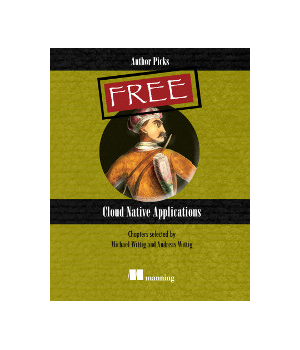 Author Picks
FREE
Cloud Native Applications
Chapters selected by
Michael Wittig and Andreas Wittig
manning